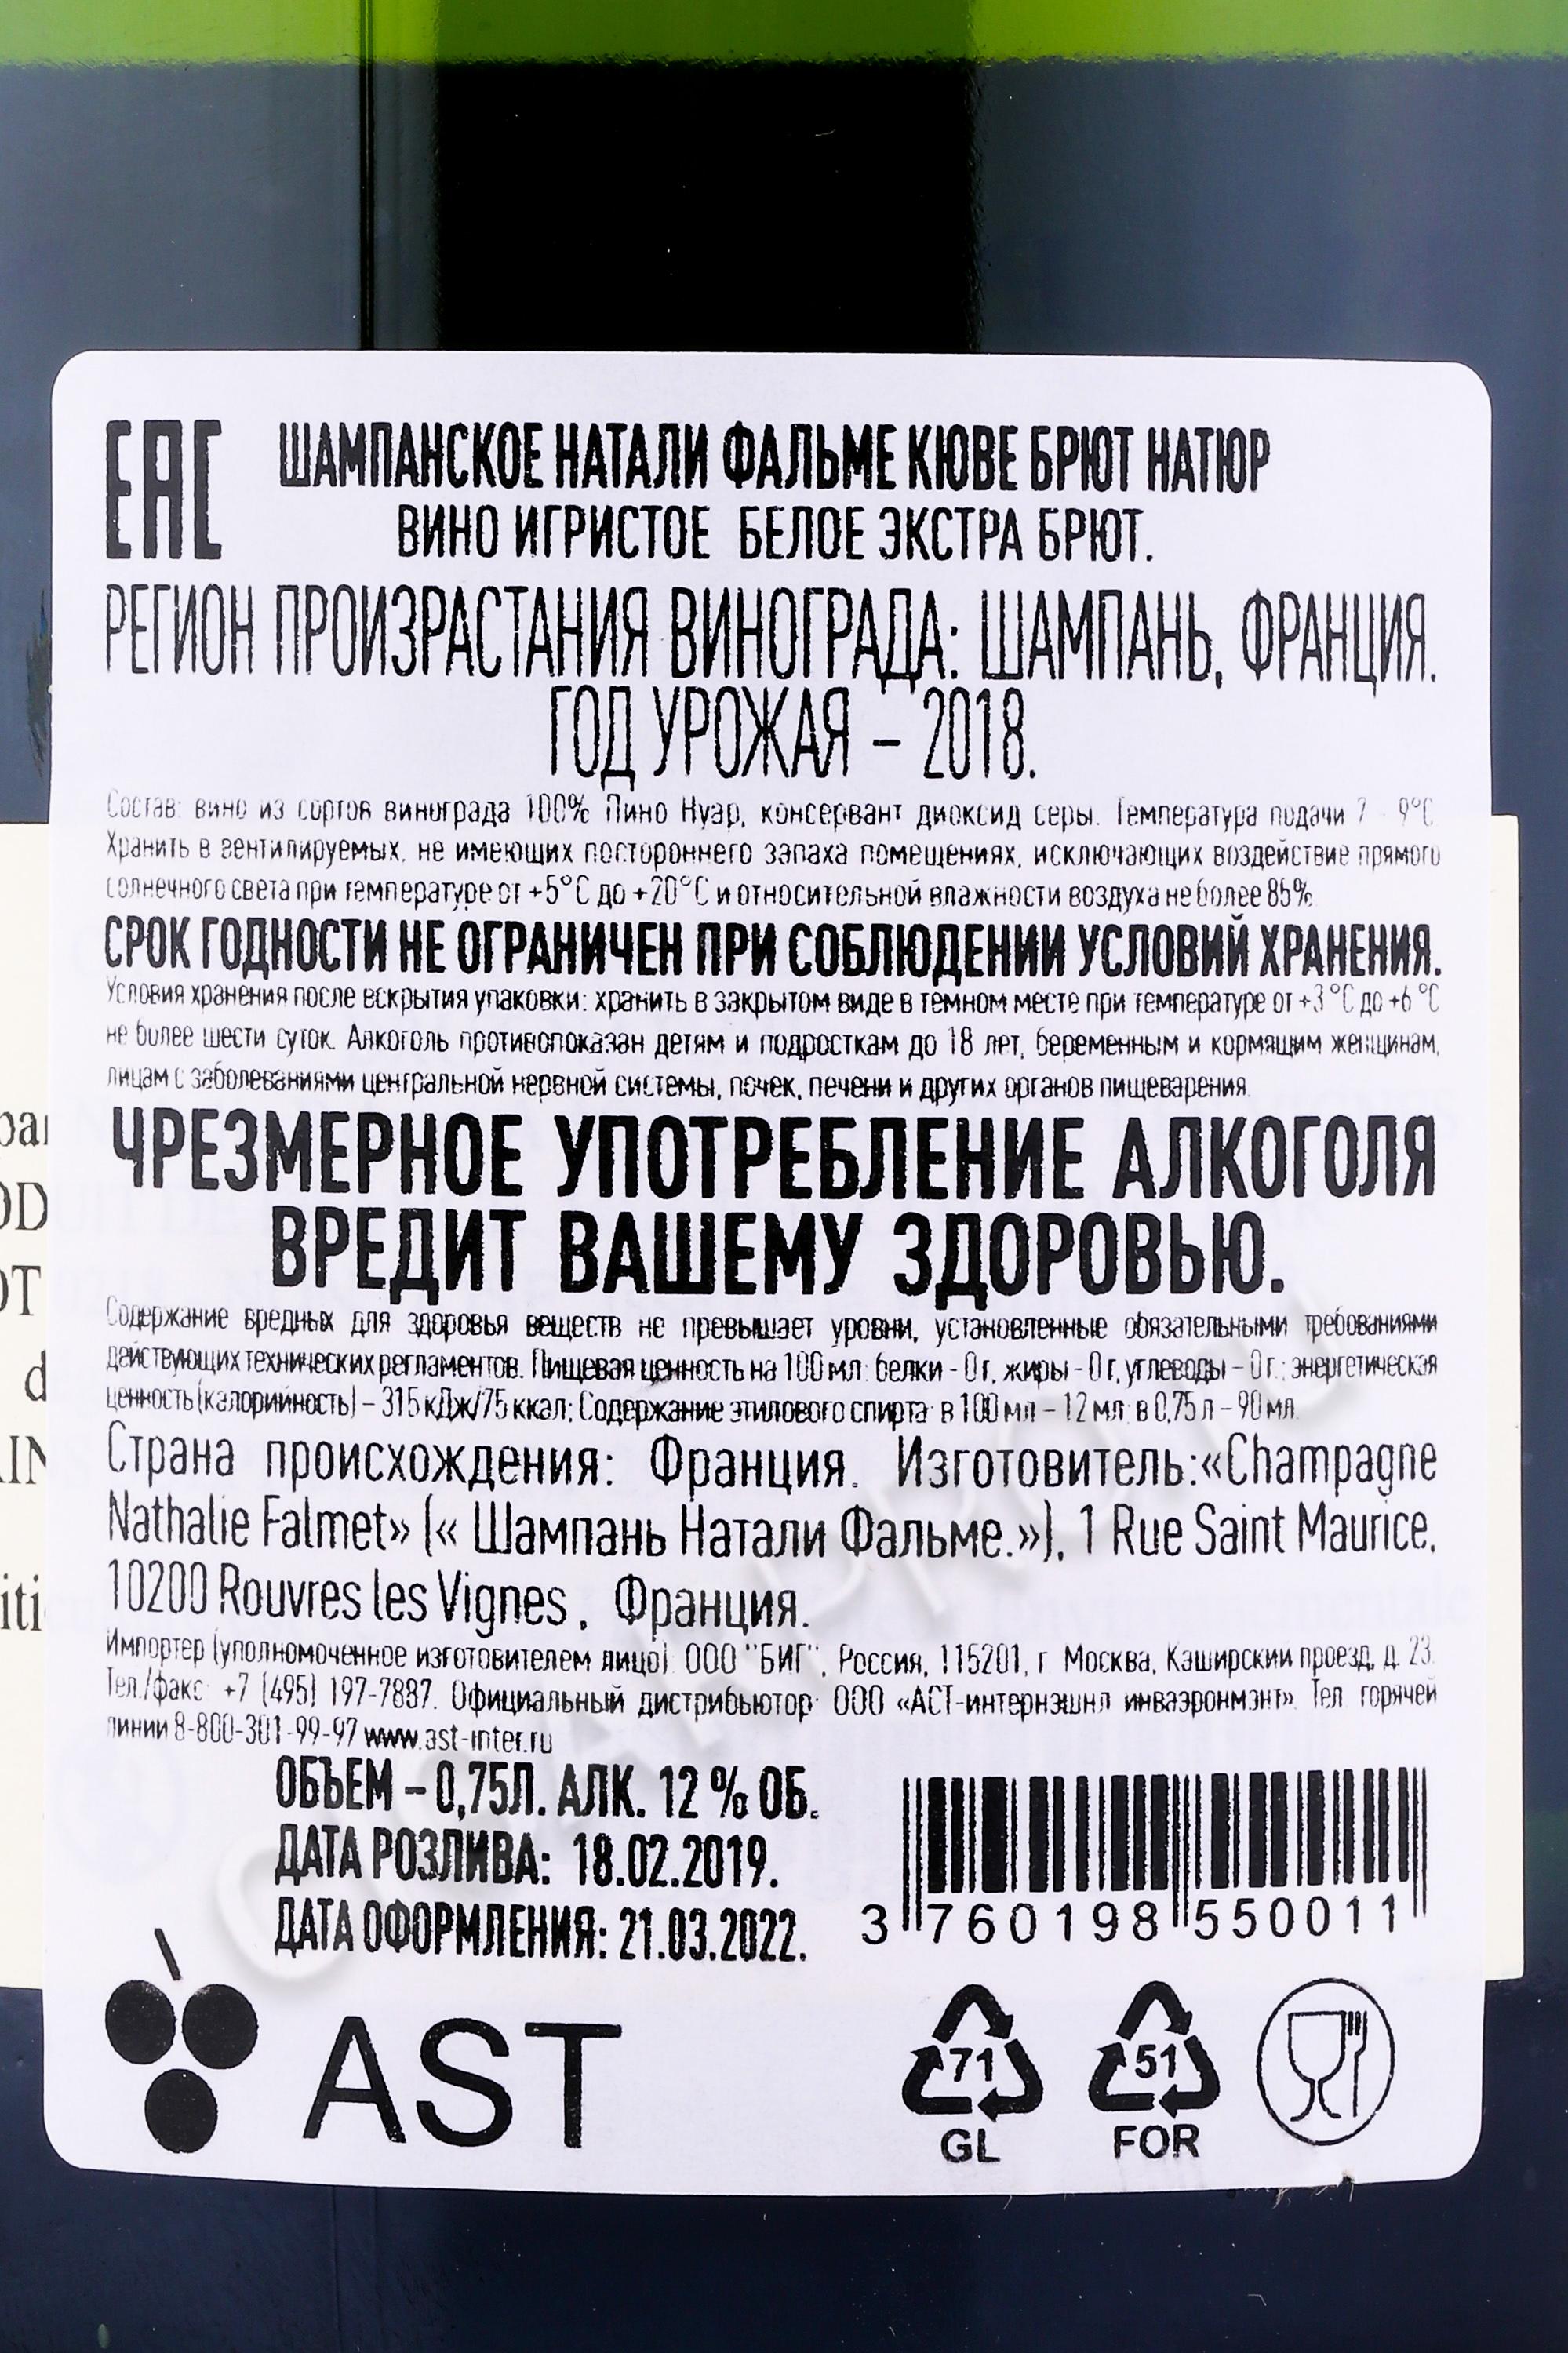 EAC
ШАМПАНСКОЕ НАТАЛИ ФАЛЬМЕ КЮВЕ БРЮТ НАТЮР
ВИНО ИГРИСТОЕ БЕЛОЕ ЭКСТРА БРЮТ.
РЕГИОН ПРОИЗРАСТАНИЯ ВИНОГРАДА: ШАМПАНЬ, ФРАНЦИЯ.
ГОД УРОЖАЯ – 2018.
Состав: вино из сортов винограда 100% Пино Нуар, консервант диоксид серы. Температура подачи 7 - 9°C
Хранить в вентилируемых, не имеющих постороннего запаха помещениях, исключающих воздействие прямого
солнечного света при температуре от +5°C до +20°C и относительной влажности воздуха не более 85%.
СРОК ГОДНОСТИ НЕ ОГРАНИЧЕН ПРИ СОБЛЮДЕНИИ УСЛОВИЙ ХРАНЕНИЯ.
Условия хранения после вскрытия упаковки: хранить в закрытом виде в темном месте при температуре от +3 °C до +6 °C
не более шести суток. Алкоголь противопоказан детям и подросткам до 18 лет, беременным и кормящим женщинам,
лицам с заболеваниями центральной нервной системы, почек, печени и других органов пищеварения.
ЧРЕЗМЕРНОЕ УПОТРЕБЛЕНИЕ АЛКОГОЛЯ
ВРЕДИТ ВАШЕМУ ЗДОРОВЬЮ.
Содержание вредных для здоровья веществ не превышает уровни, установленные обязательными требованиями
действующих технических регламентов. Пищевая ценность на 100 мл: белки - 0 г, жиры - 0 г, углеводы – 0 г.; энергетическая
ценность (калорийность) – 315 кДж/75 ккал; Содержание этилового спирта: в 100 мл – 12 мл; в 0,75 л – 90 мл.
Страна происхождения: Франция. Изготовитель:«Champagne
Nathalie Falmet» (« Шампань Натали Фальме.»), 1 Rue Saint Maurice,
10200 Rouvres les Vignes , Франция.
Импортер (уполномоченное изготовителем лицо): ООО "БИГ", Россия, 115201, г. Москва, Каширский проезд, д. 23.
Тел./факс: +7 (495) 197-7887. Официальный дистрибьютор: ООО «АСТ-интернэшнл инваэронмэнт». Тел. горячей
линии 8-800-301-99-97 www.ast-inter.ru
ОБЪЕМ – 0,75Л. АЛК. 12 % ОБ.
ДАТА РОЗЛИВА: 18.02.2019.
ДАТА ОФОРМЛЕНИЯ: 21.03.2022.
3 760198 550011
AST
71
GL
51
FOR